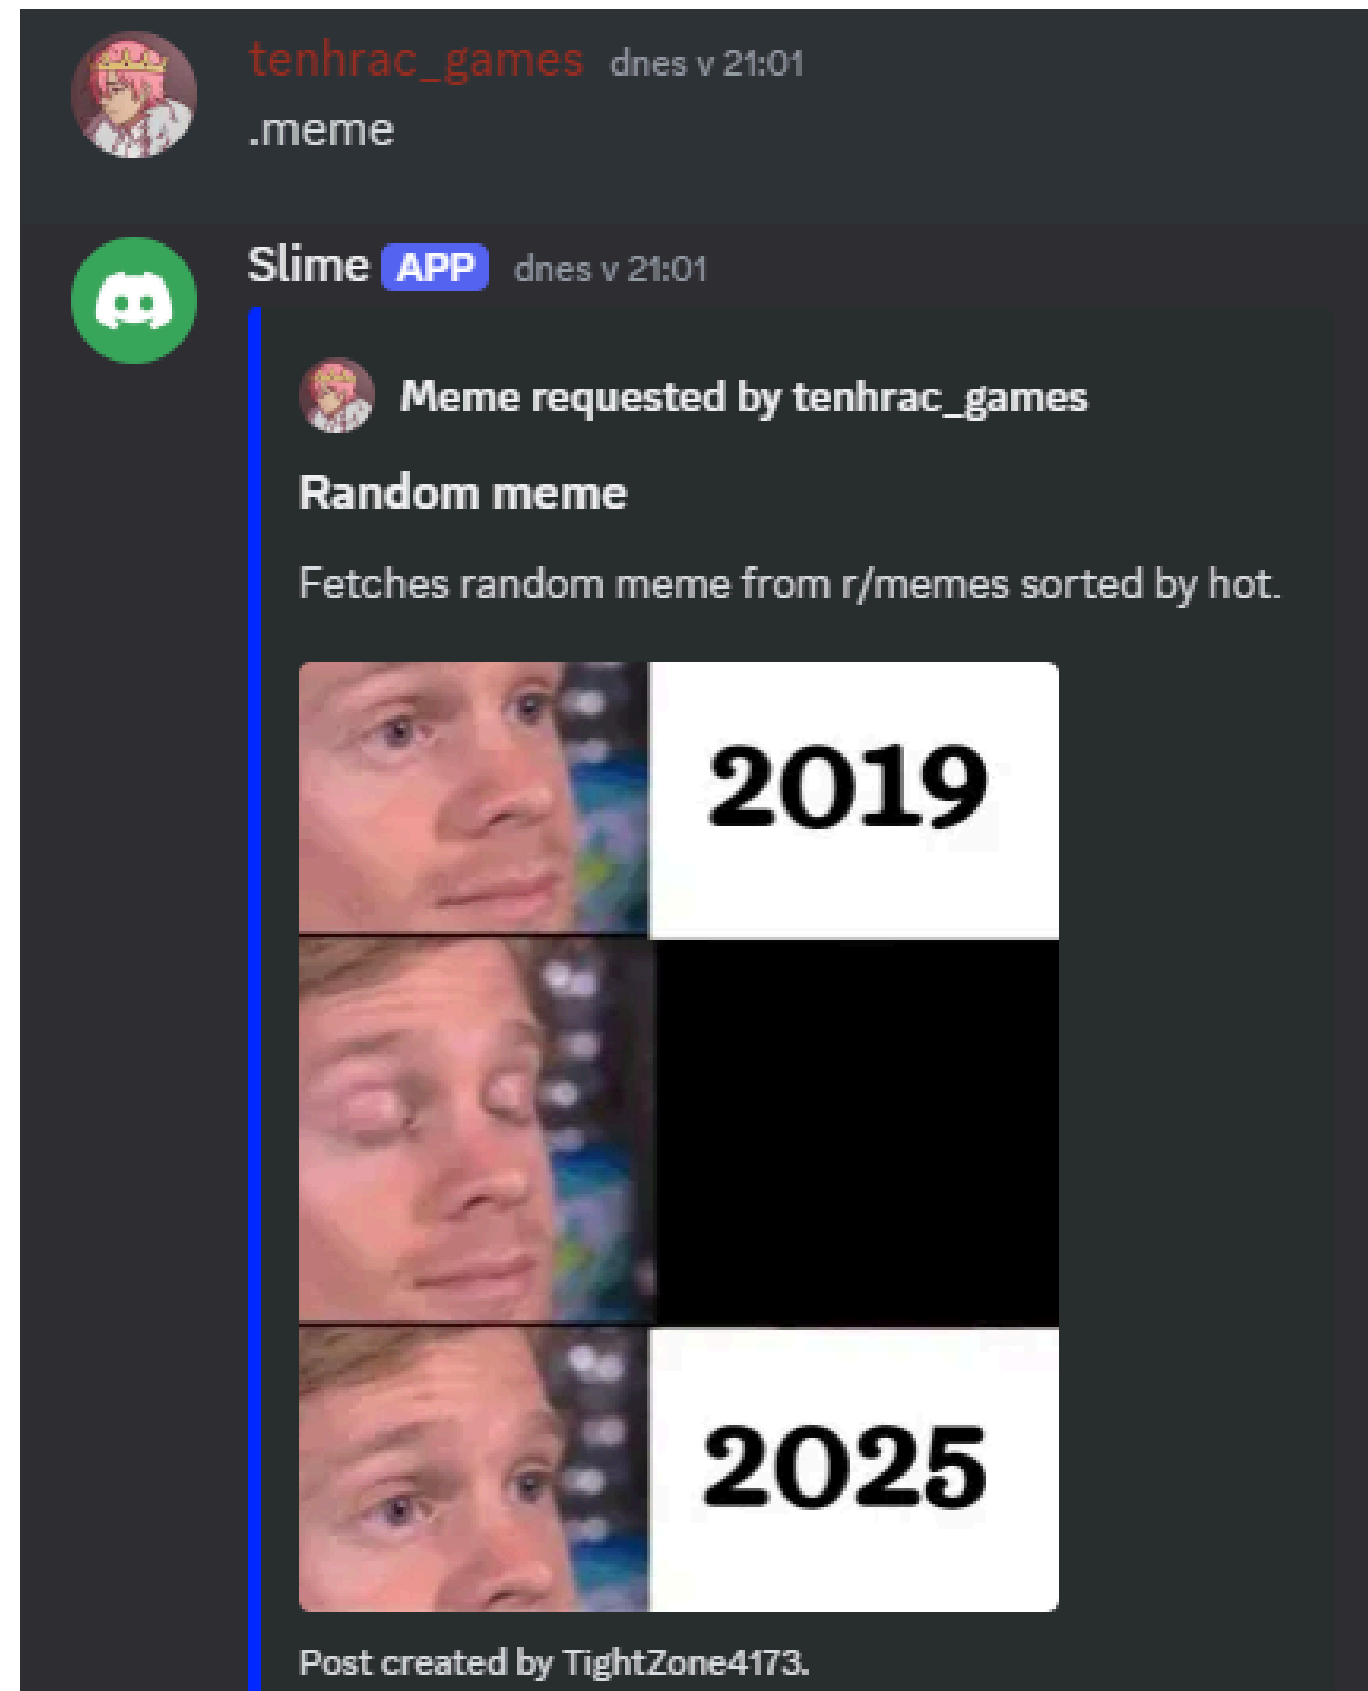 tenhrac_games dnes v 21:01
.meme
Slime APP dnes v 21:01
Meme requested by tenhrac_games
Random meme
Fetches random meme from r/memes sorted by hot.
2019
2025
Post created by TightZone4173.